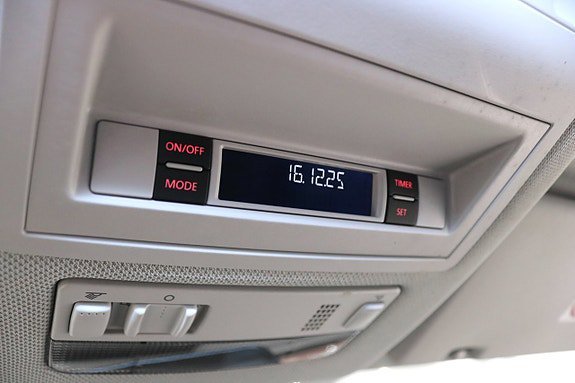 ON/OFF
MODE
16.12.25
TIMER
SET